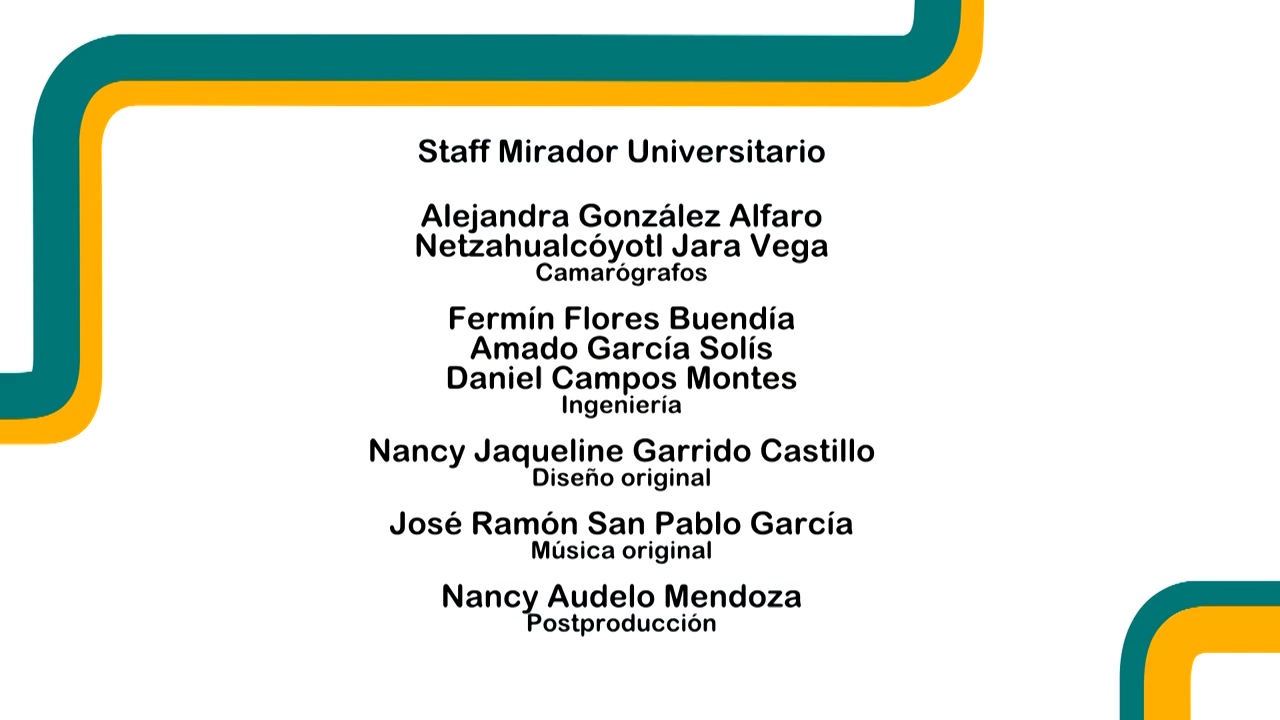 Staff Mirador Universitario
Alejandra González Alfaro
Netzahualcóyotl Jara Vega
Camarógrafos
Fermín Flores Buendía
Amado García Solís
Daniel Campos Montes
Ingeniería
Nancy Jaqueline Garrido Castillo
Diseño original
José Ramón San Pablo García
Música original
Nancy Audelo Mendoza
Postproducción